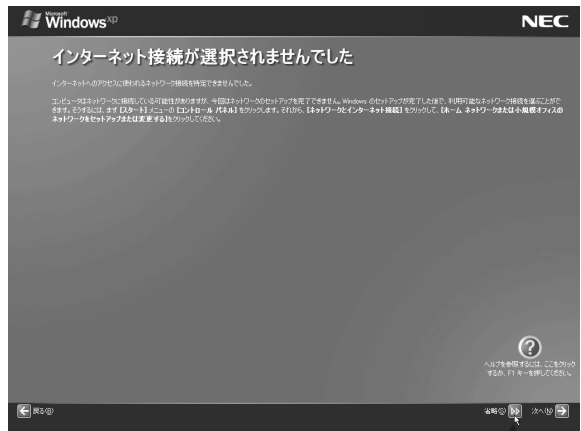 Microsoft
Windows xp
NEC
インターネット接続が選択されませんでした
インターネットへのアクセスに使われるネットワーク接続を特定できませんでした。
コンピュータはネットワークに接続している可能性がありますが、今回はネットワークのセットアップを完了できません。Windows のセットアップが完了した後で、利用可能なネットワーク接続を選ぶことがで
きます。そうするには、まず [スタート] メニューの [コントロール パネル] をクリックします。それから、[ネットワークとインターネット接続] をクリックして、[ホーム ネットワークまたは小規模オフィスの
ネットワークをセットアップまたは変更する]をクリックしてください。
ヘルプを参照するには、ここをクリック
するか、F1 キーを押してください。
戻る(B)
省略(S)
次へ(N)